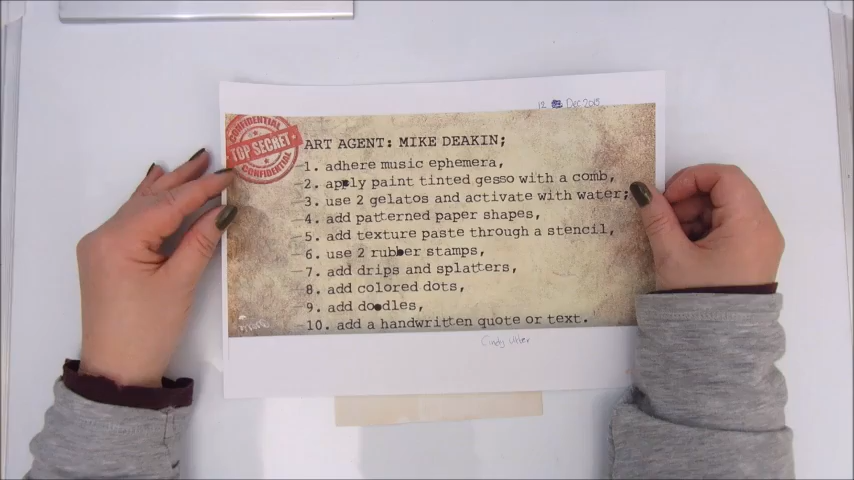 12 Dec 2015
CONFIDENTIAL
TOP SECRET
CONFIDENTIAL
ART AGENT: MIKE DEAKIN;
1. adhere music ephemera,
2. apply paint tinted gesso with a comb,
3. use 2 gelatos and activate with water;
4. add patterned paper shapes,
5. add texture paste through a stencil,
6. use 2 rubber stamps,
7. add drips and splatters,
8. add colored dots,
9. add doodles,
10. add a handwritten quote or text.
Cindy Utter